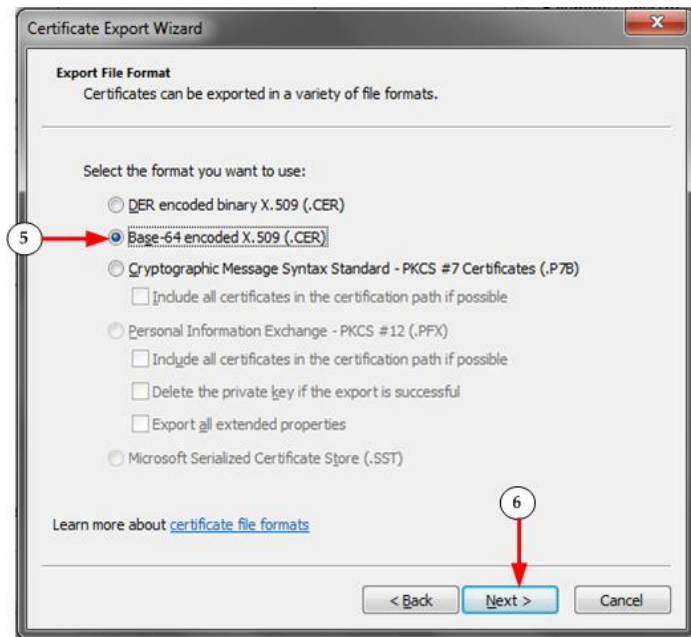 Certificate Export Wizard
Export File Format
Certificates can be exported in a variety of file formats.
Select the format you want to use:
DER encoded binary X.509 (.CER)
5
Base-64 encoded X.509 (.CER)
Cryptographic Message Syntax Standard - PKCS #7 Certificates (.P7B)
Include all certificates in the certification path if possible
Personal Information Exchange - PKCS #12 (.PFX)
Include all certificates in the certification path if possible
Delete the private key if the export is successful
Export all extended properties
Microsoft Serialized Certificate Store (.SST)
6
Learn more about certificate file formats
< Back Next > Cancel